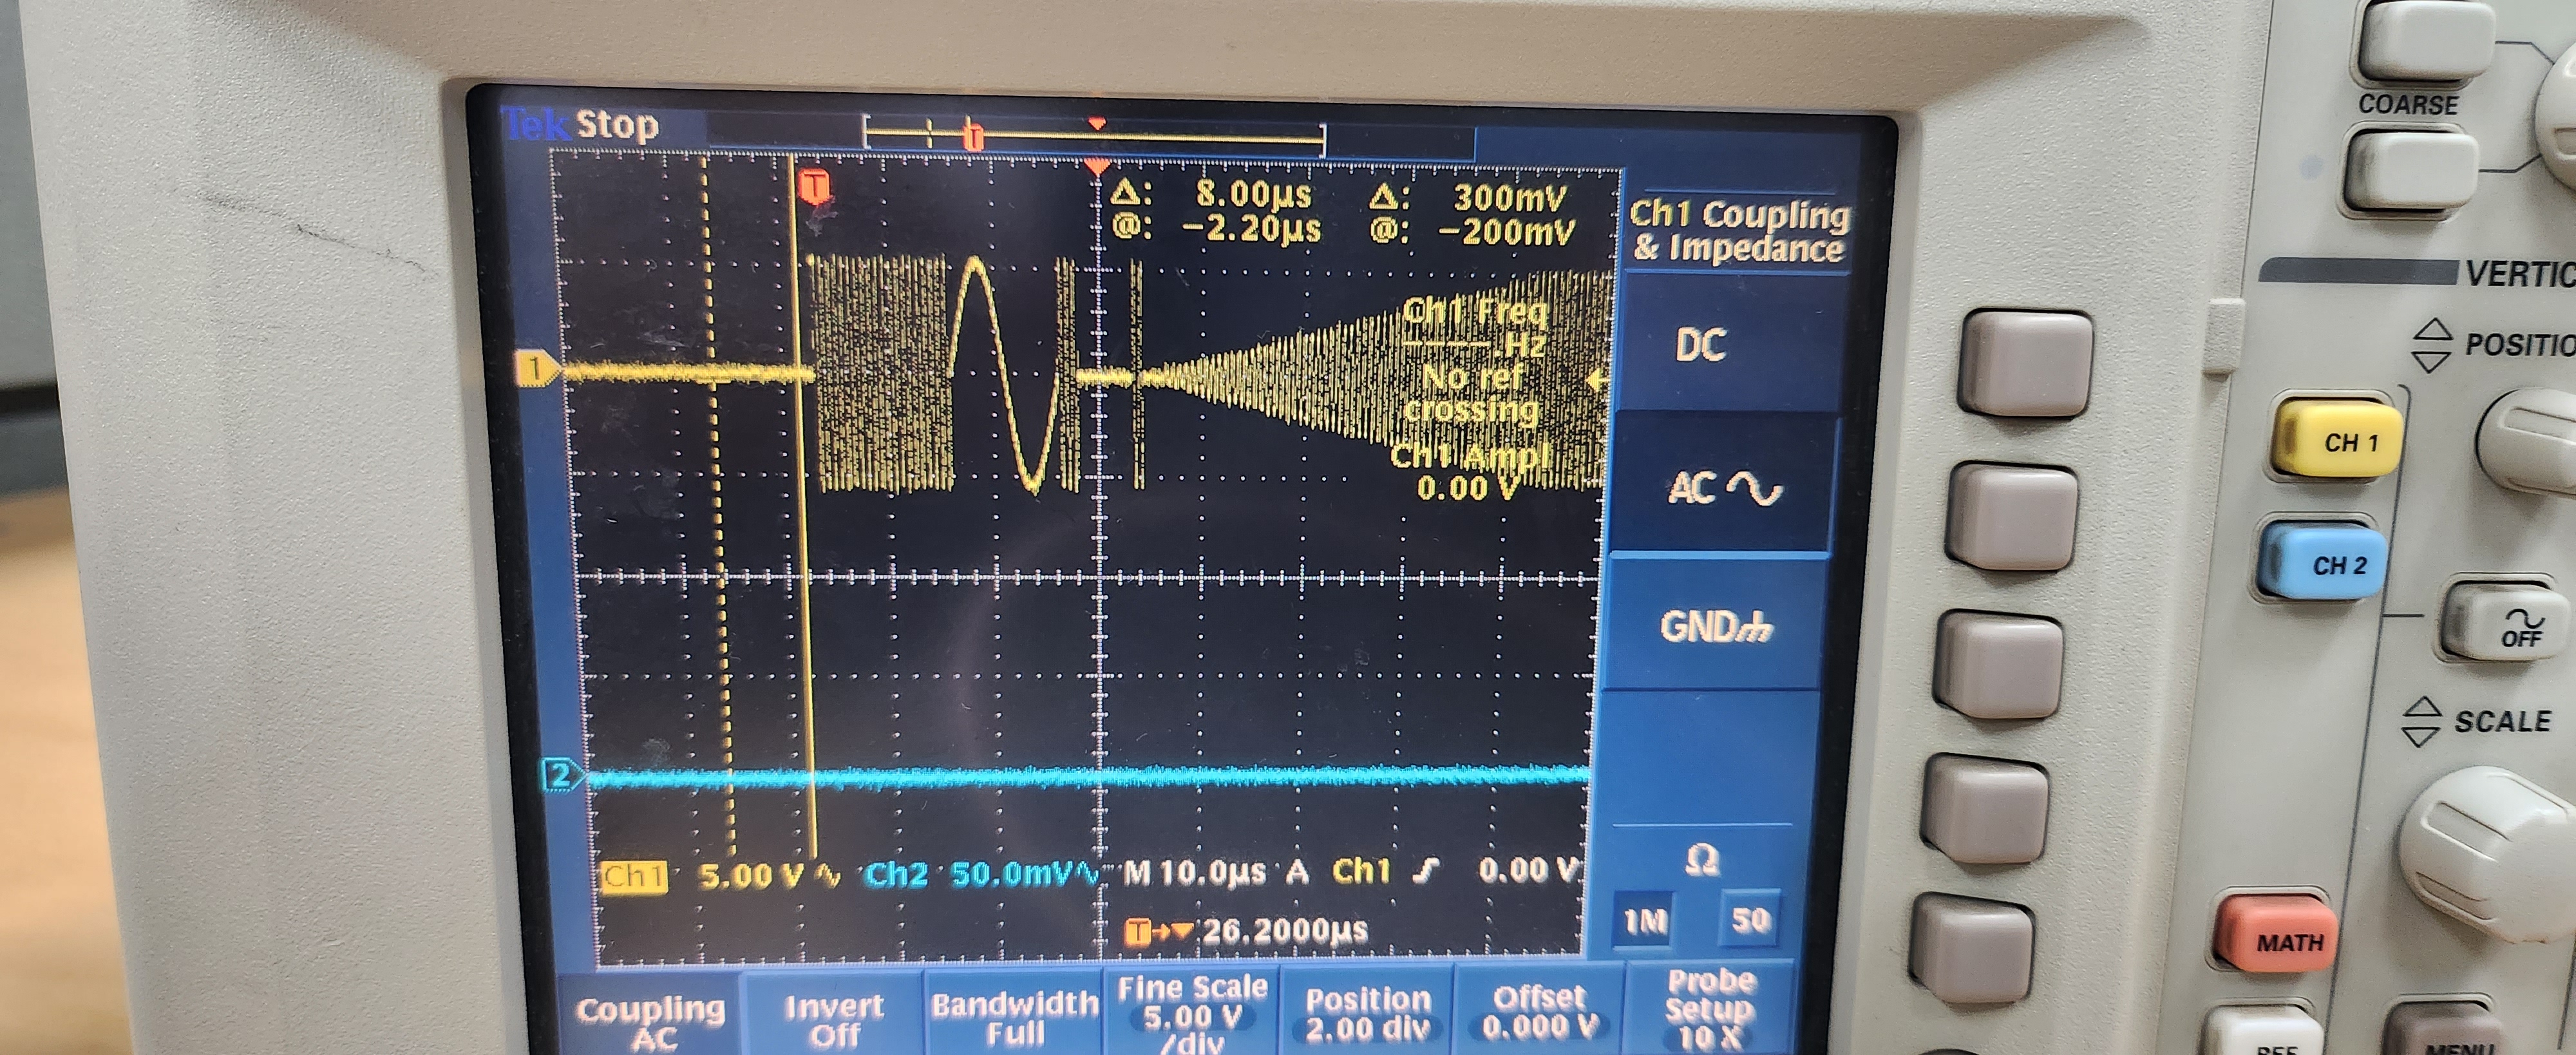 Tek Stop
T
T
Δ: 8.00µs Δ: 300mV
@: −2.20µs @: −200mV
Ch1 Freq
-----.Hz
No ref
crossing
Ch1 Ampl
0.00 V
1
2
Ch1 5.00 V Ch2 50.0mV M 10.0µs A Ch1 0.00 V
T 26.2000µs
Ch1 Coupling
& Impedance
DC
AC
GND
Ω
1M 50
Coupling
AC
Invert
Off
Bandwidth
Full
Fine Scale
5.00 V
/div
Position
2.00 div
Offset
0.000 V
Probe
Setup
10 X
COARSE
CH 1
CH 2
OFF
SCALE
MATH
REF
MENU